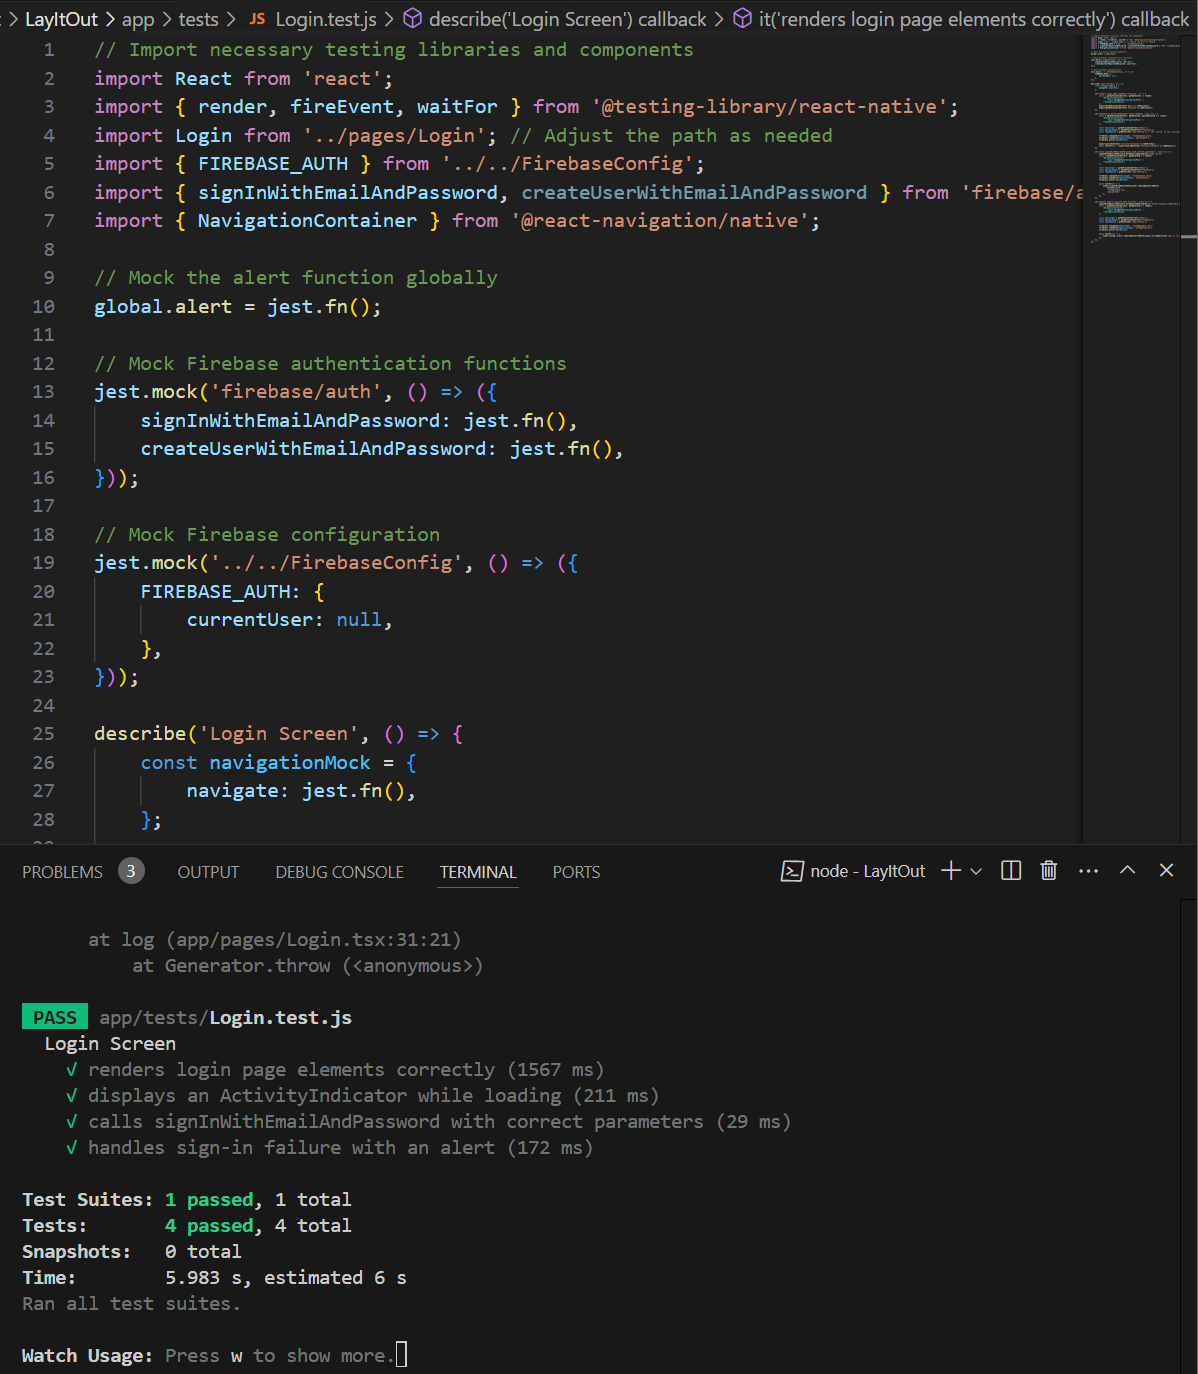 LayItOut > app > tests > JS Login.test.js > describe('Login Screen') callback > it('renders login page elements correctly') callback
1 // Import necessary testing libraries and components
2 import React from 'react';
3 import { render, fireEvent, waitFor } from '@testing-library/react-native';
4 import Login from '../pages/Login'; // Adjust the path as needed
5 import { FIREBASE_AUTH } from '../../FirebaseConfig';
6 import { signInWithEmailAndPassword, createUserWithEmailAndPassword } from 'firebase/a
7 import { NavigationContainer } from '@react-navigation/native';
8
9 // Mock the alert function globally
10 global.alert = jest.fn();
11
12 // Mock Firebase authentication functions
13 jest.mock('firebase/auth', () => ({
14 signInWithEmailAndPassword: jest.fn(),
15 createUserWithEmailAndPassword: jest.fn(),
16 }));
17
18 // Mock Firebase configuration
19 jest.mock('../../FirebaseConfig', () => ({
20 FIREBASE_AUTH: {
21 currentUser: null,
22 },
23 }));
24
25 describe('Login Screen', () => {
26 const navigationMock = {
27 navigate: jest.fn(),
28 };
PROBLEMS 3 OUTPUT DEBUG CONSOLE TERMINAL PORTS node - LayItOut
at log (app/pages/Login.tsx:31:21)
at Generator.throw (<anonymous>)
PASS app/tests/Login.test.js
Login Screen
√ renders login page elements correctly (1567 ms)
√ displays an ActivityIndicator while loading (211 ms)
√ calls signInWithEmailAndPassword with correct parameters (29 ms)
√ handles sign-in failure with an alert (172 ms)
Test Suites: 1 passed, 1 total
Tests: 4 passed, 4 total
Snapshots: 0 total
Time: 5.983 s, estimated 6 s
Ran all test suites.
Watch Usage: Press w to show more.